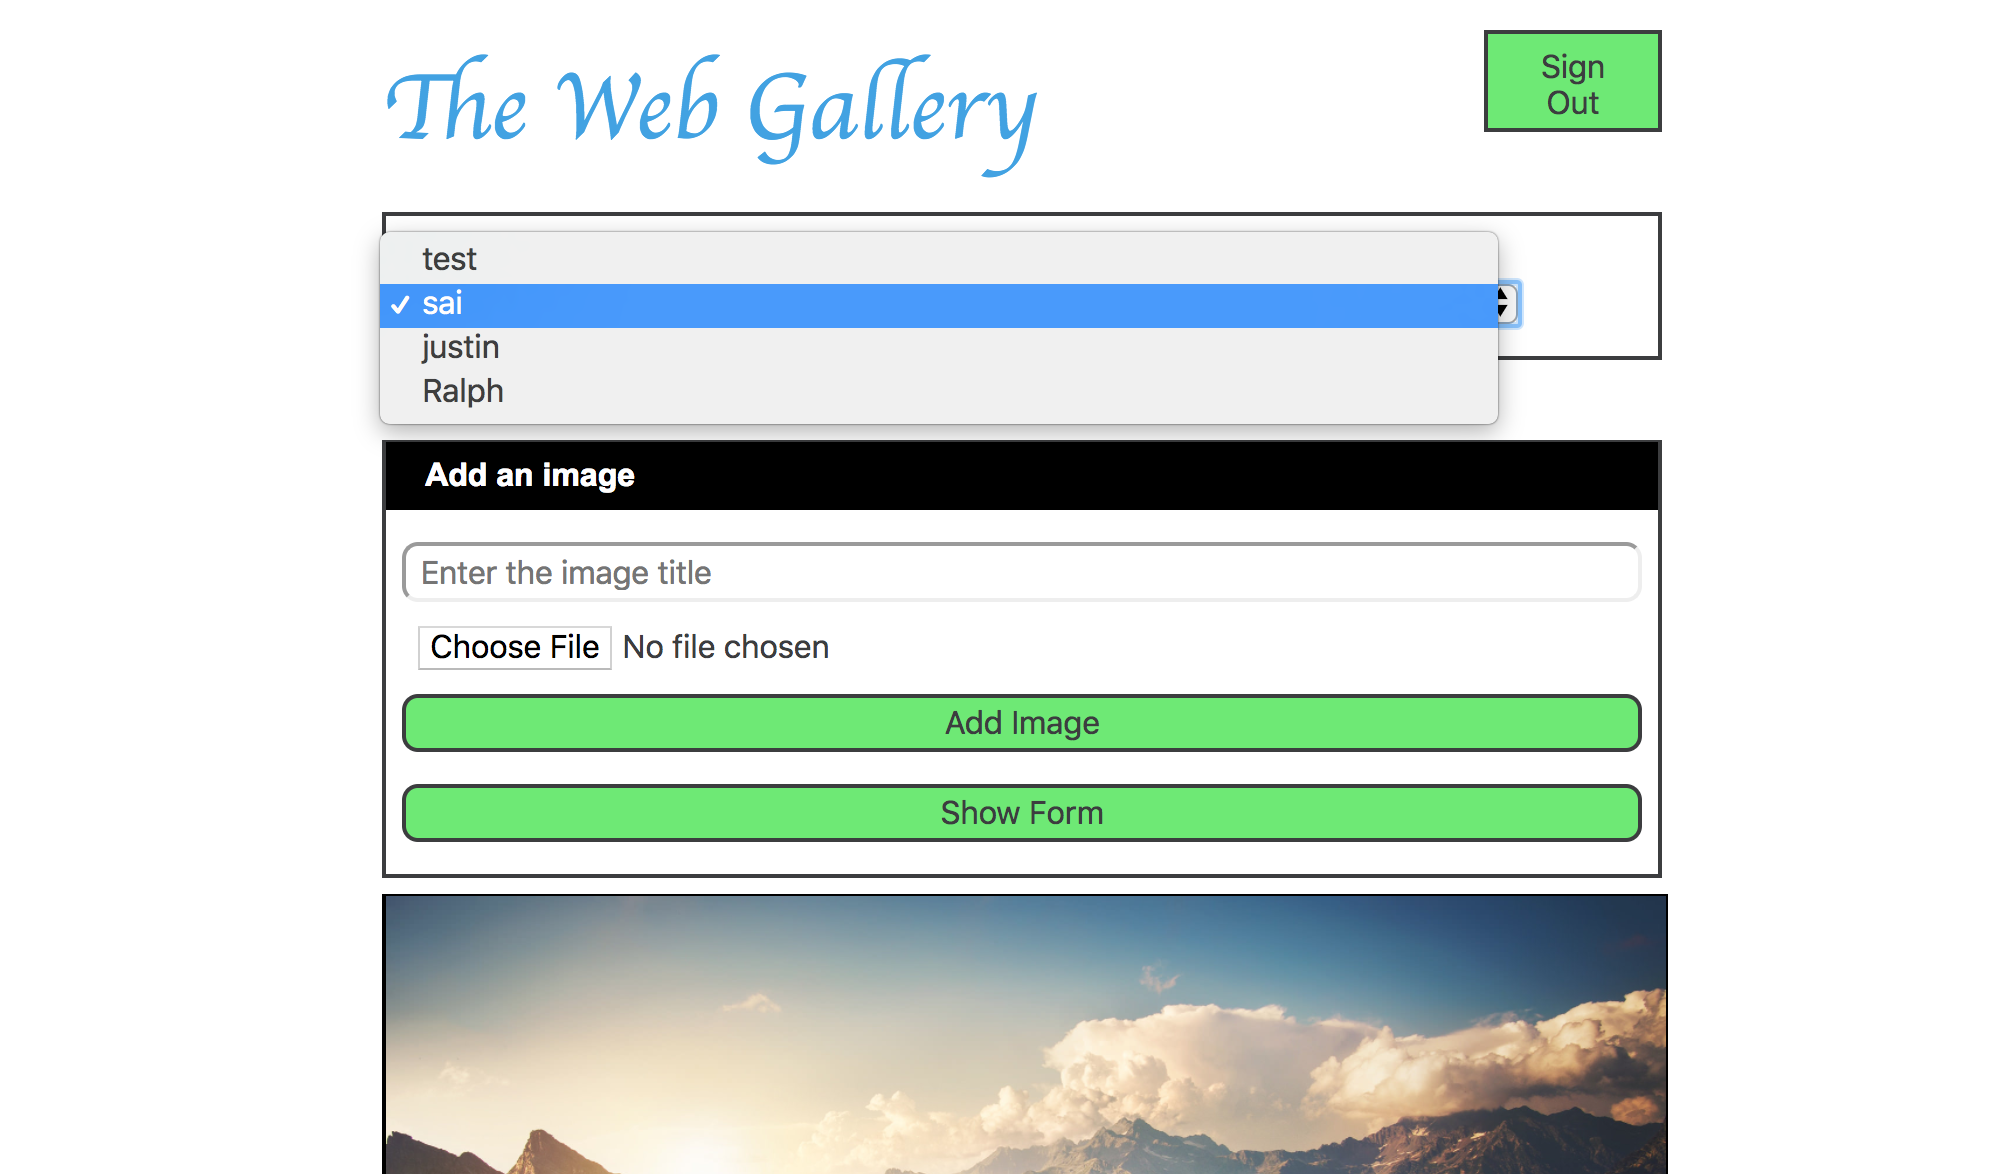 The Web Gallery
Sign
Out
test
✓ sai
justin
Ralph
Add an image
Enter the image title
Choose File No file chosen
Add Image
Show Form